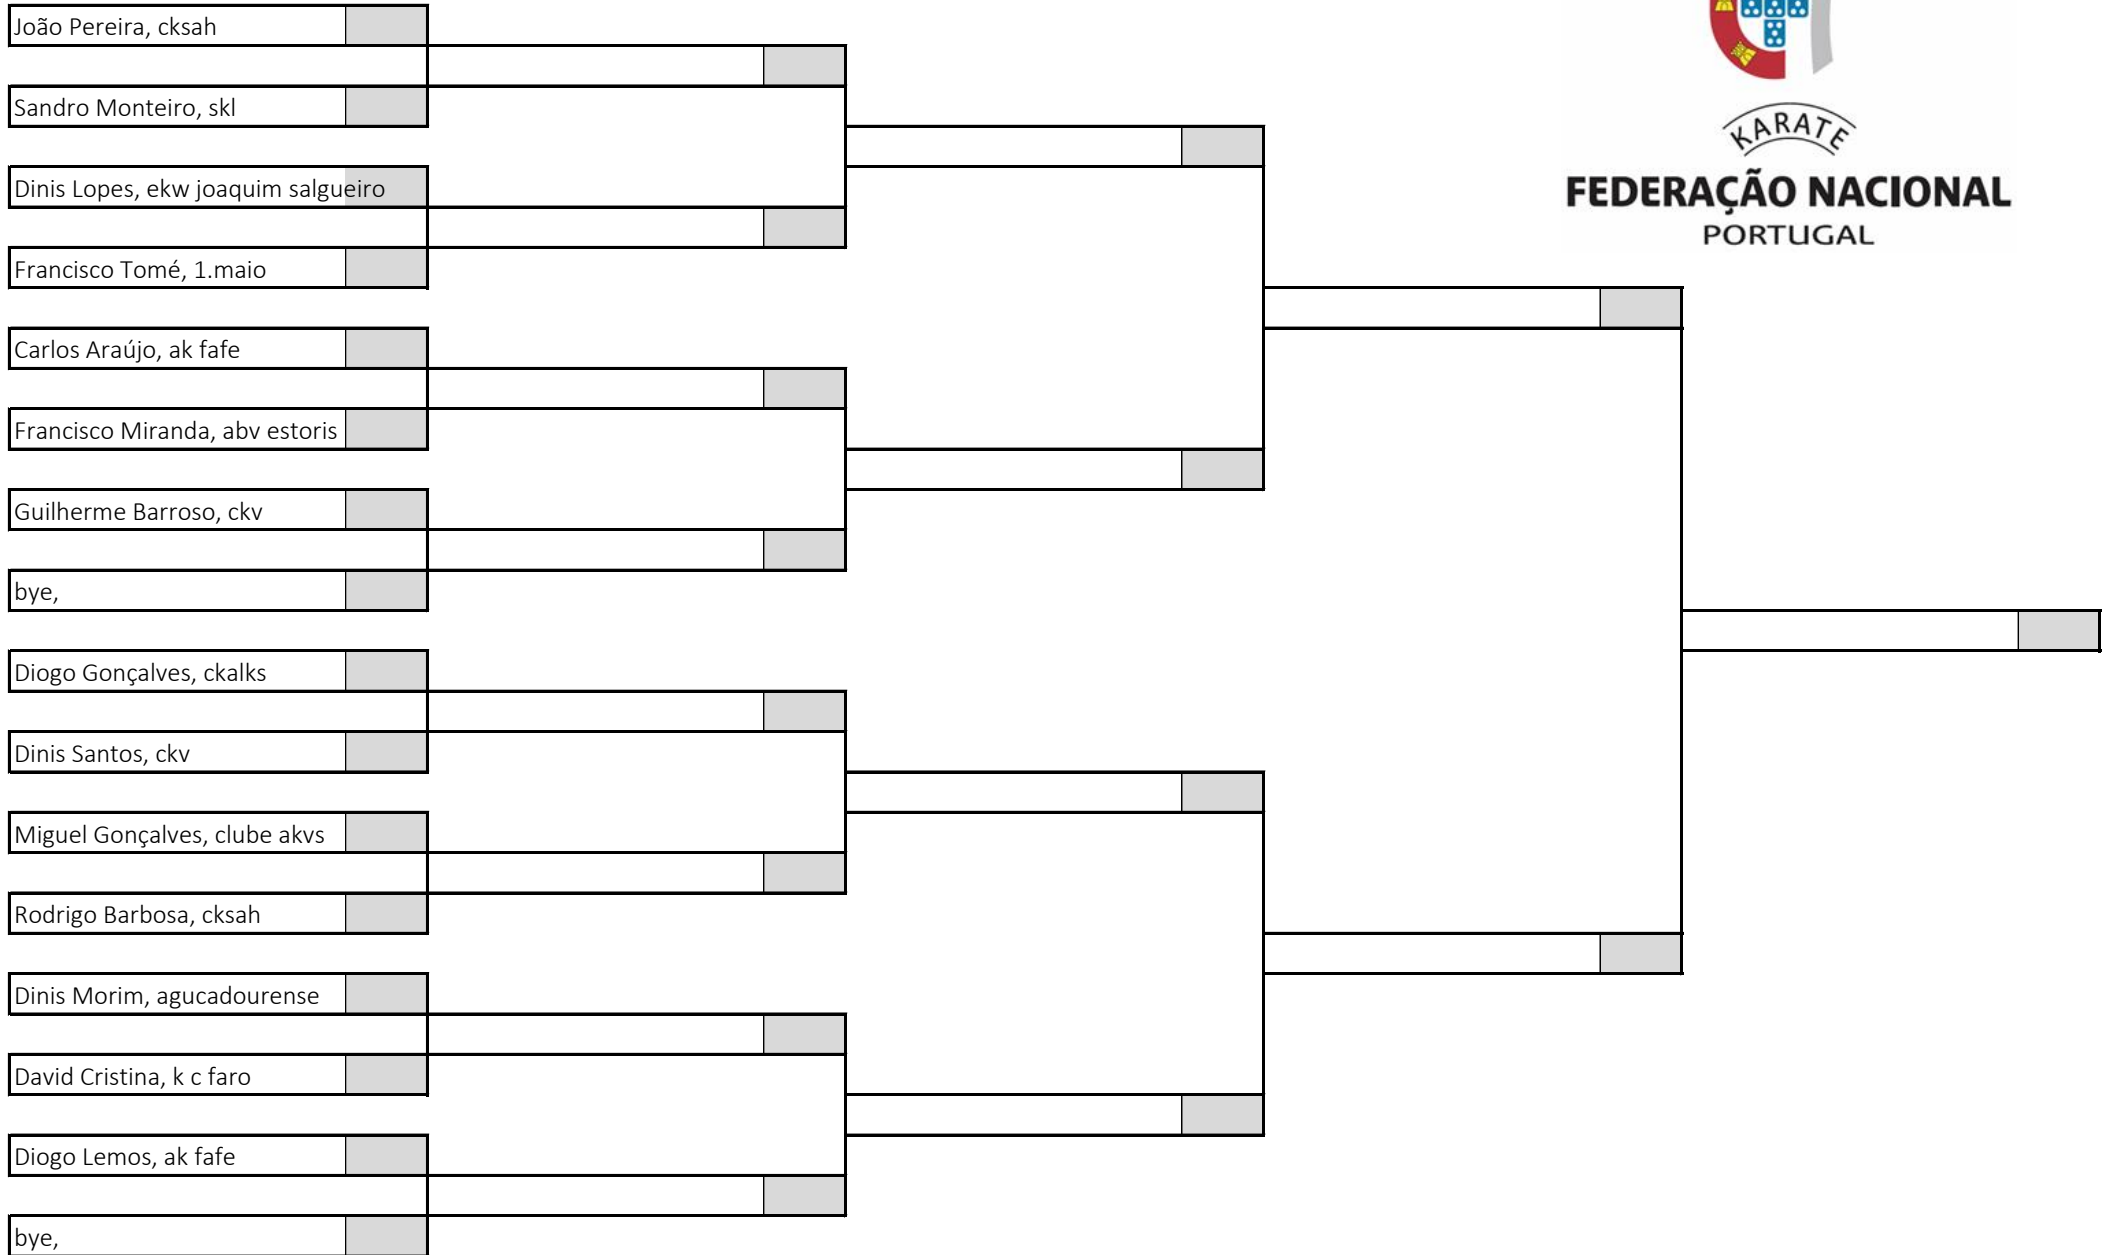 João Pereira, cksah
Sandro Monteiro, skl
Dinis Lopes, ekw joaquim salgueiro
Francisco Tomé, 1.maio
Carlos Araújo, ak fafe
Francisco Miranda, abv estoris
Guilherme Barroso, ckv
bye,
Diogo Gonçalves, ckalks
Dinis Santos, ckv
Miguel Gonçalves, clube akvs
Rodrigo Barbosa, cksah
Dinis Morim, agucadourense
David Cristina, k c faro
Diogo Lemos, ak fafe
bye,
KARATE
FEDERAÇÃO NACIONAL
PORTUGAL